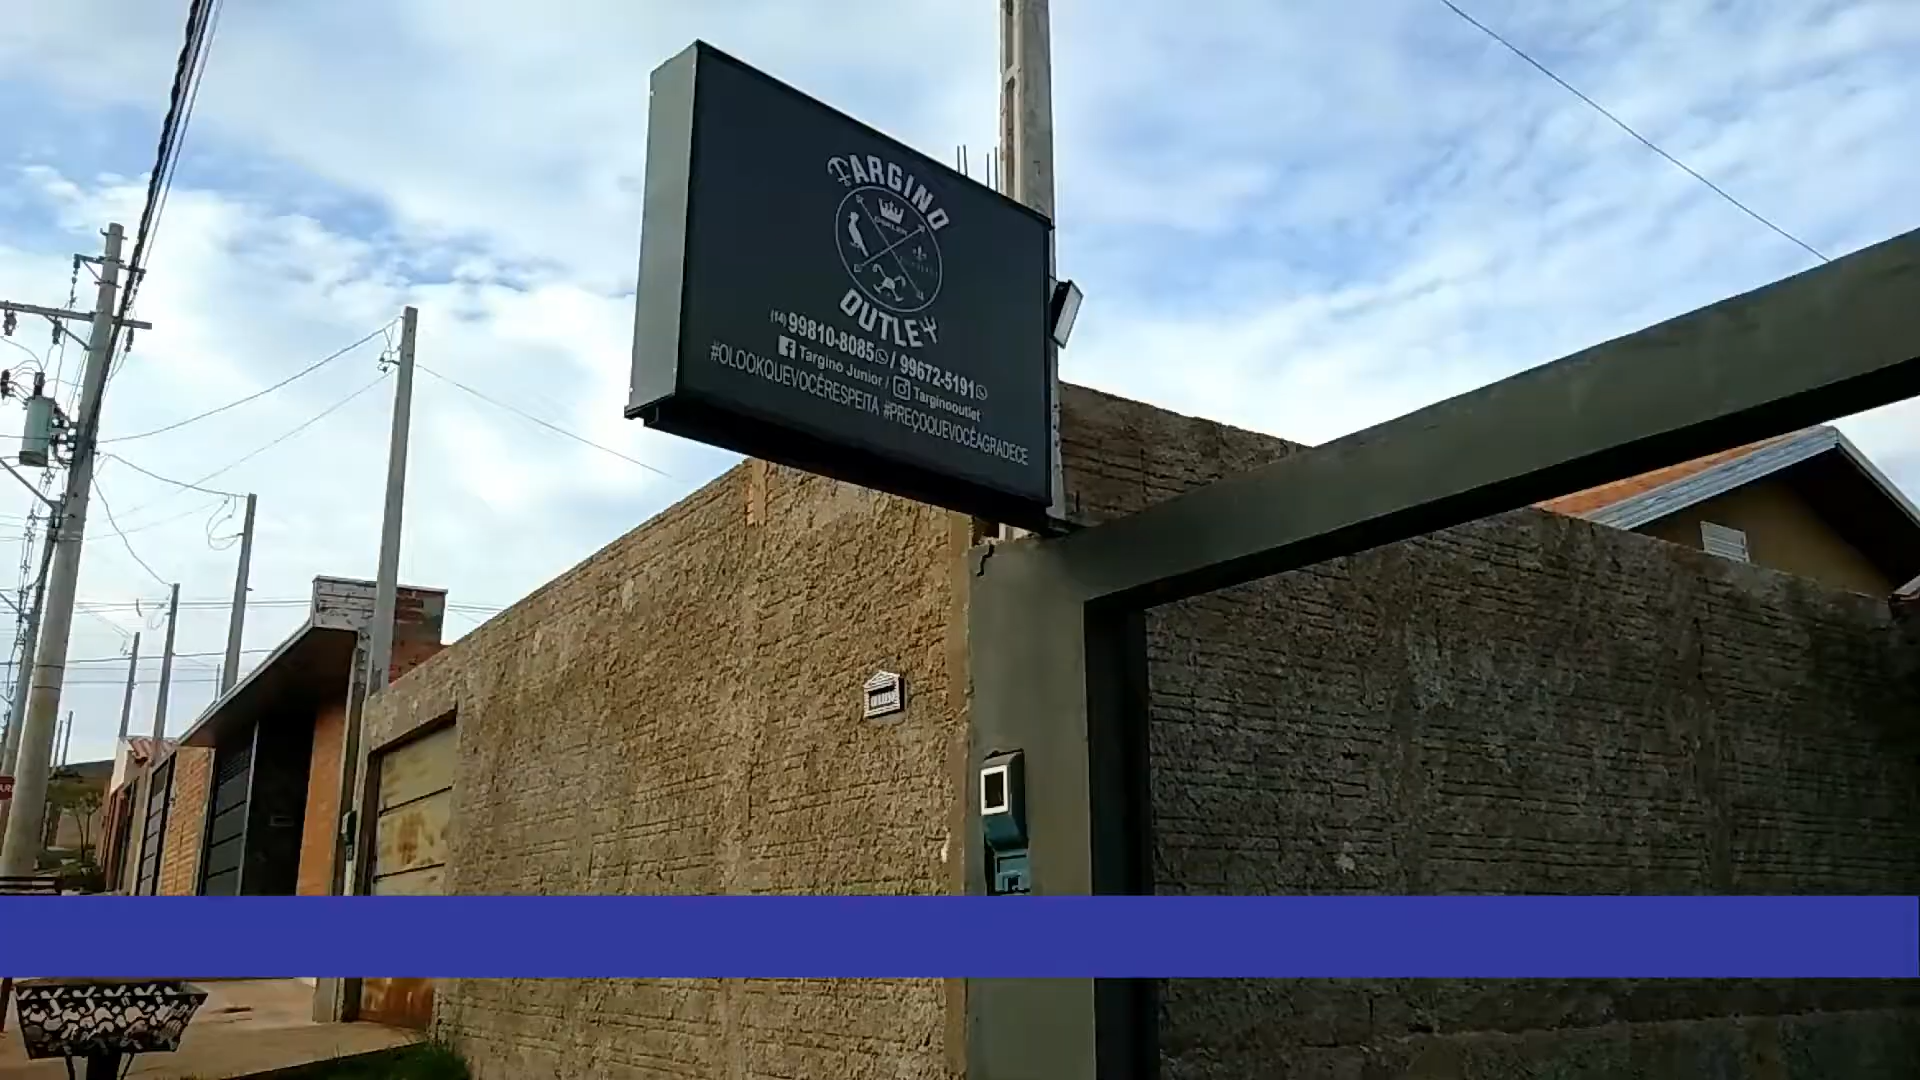 TARGINO
OUTLET
(14) 99810-8085 / 99672-5191
Targino Junior / Targinooutlet
#OLOOKQUEVOCÊRESPEITA #PREÇOQUEVOCÊAGRADECE